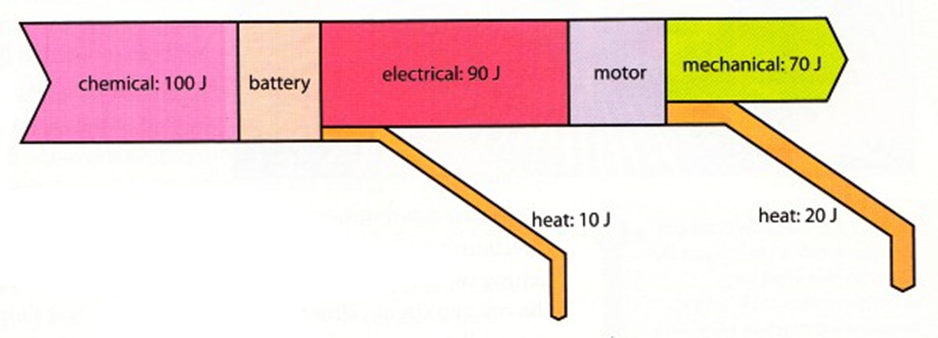 chemical: 100 J
battery
electrical: 90 J
motor
mechanical: 70 J
heat: 10 J
heat: 20 J